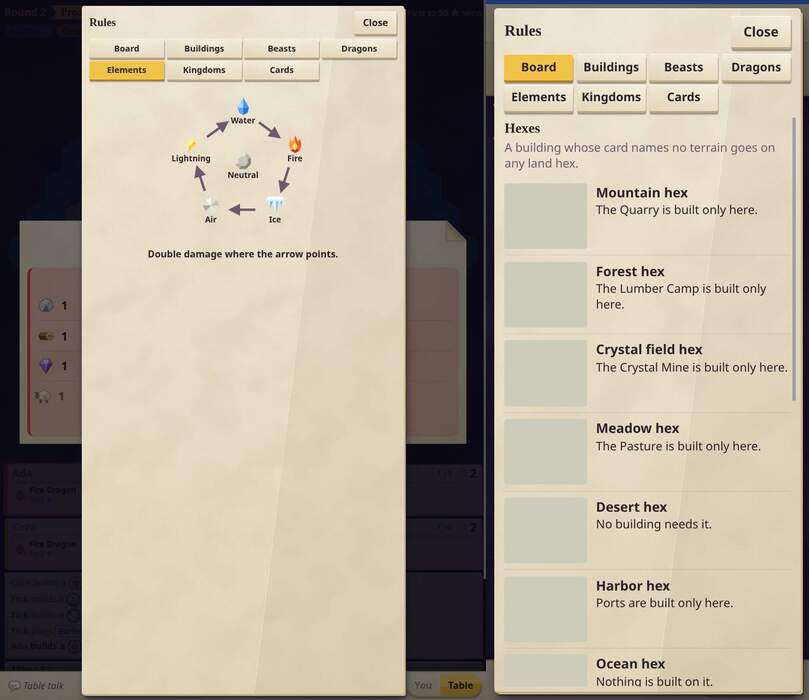 Round 2
Rules
Close
Board
Buildings
Beasts
Dragons
Elements
Kingdoms
Cards
Water
Lightning
Fire
Neutral
Air
Ice
Double damage where the arrow points.
1
1
1
1
2
Fire Dragon
2
Fire Dragon
Table talk
You
Table
Rules
Close
Board
Buildings
Beasts
Dragons
Elements
Kingdoms
Cards
Hexes
A building whose card names no terrain goes on
any land hex.
Mountain hex
The Quarry is built only here.
Forest hex
The Lumber Camp is built only
here.
Crystal field hex
The Crystal Mine is built only here.
Meadow hex
The Pasture is built only here.
Desert hex
No building needs it.
Harbor hex
Ports are built only here.
Ocean hex
Nothing is built on it.